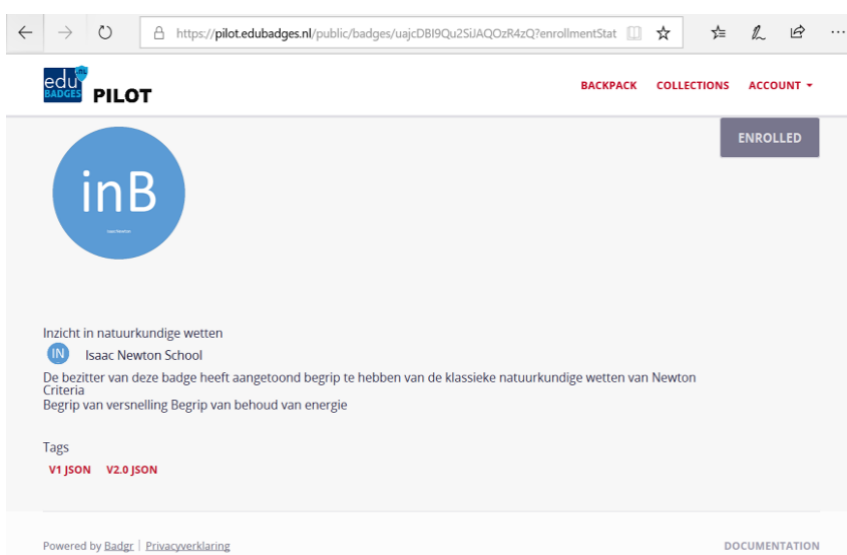 https://pilot.edubadges.nl/public/badges/uajcDBI9Qu2SiJAQOzR4zQ?enrollmentStat
edu NL
BADGES PILOT
BACKPACK COLLECTIONS ACCOUNT
ENROLLED
inB
Inzicht in natuurkundige wetten
IN Isaac Newton School
De bezitter van deze badge heeft aangetoond begrip te hebben van de klassieke natuurkundige wetten van Newton
Criteria
Begrip van versnelling Begrip van behoud van energie
Tags
V1 JSON V2.0 JSON
Powered by Badgr | Privacyverklaring
DOCUMENTATION